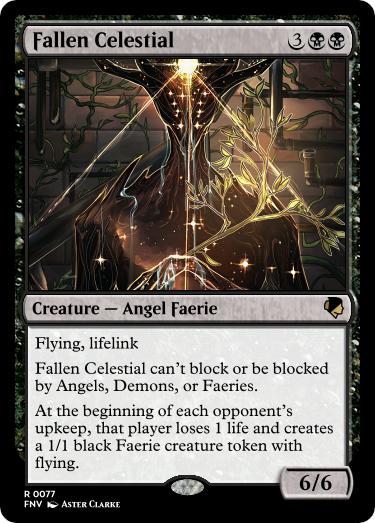 Fallen Celestial 3
Creature — Angel Faerie
Flying, lifelink
Fallen Celestial can't block or be blocked
by Angels, Demons, or Faeries.
At the beginning of each opponent's
upkeep, that player loses 1 life and creates
a 1/1 black Faerie creature token with
flying.
6/6
R 0077
FNV Aster Clarke